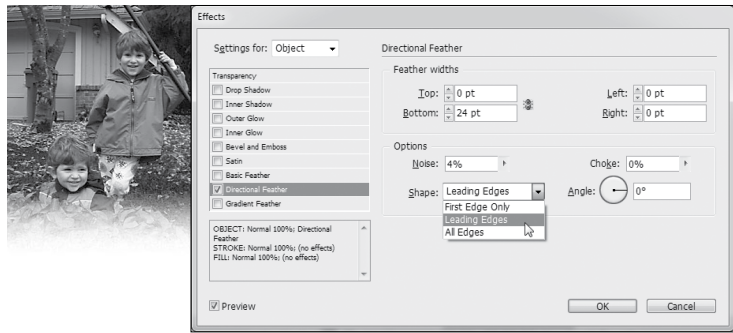 Effects
Settings for: Object
Transparency
Drop Shadow
Inner Shadow
Outer Glow
Inner Glow
Bevel and Emboss
Satin
Basic Feather
Directional Feather
Gradient Feather
OBJECT: Normal 100%; Directional
Feather
STROKE: Normal 100%; (no effects)
FILL: Normal 100%; (no effects)
Preview
Directional Feather
Feather widths
Top: 0 pt
Left: 0 pt
Bottom: 24 pt
Right: 0 pt
Options
Noise: 4%
Choke: 0%
Shape: Leading Edges
Angle: 0°
First Edge Only
Leading Edges
All Edges
OK
Cancel